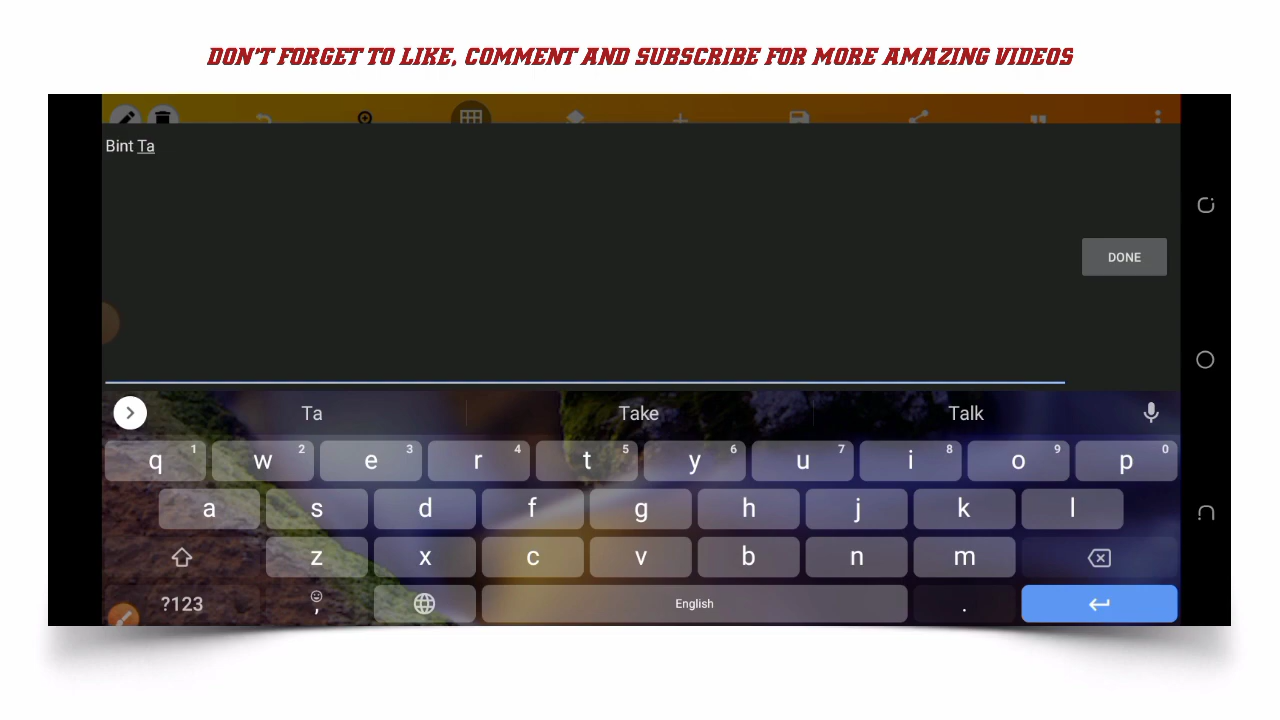 DON'T FORGET TO LIKE, COMMENT AND SUBSCRIBE FOR MORE AMAZING VIDEOS
Bint Ta
DONE
Ta Take Talk
q 1 w 2 e 3 r 4 t 5 y 6 u 7 i 8 o 9 p 0
a s d f g h j k l
z x c v b n m
?123 , English .